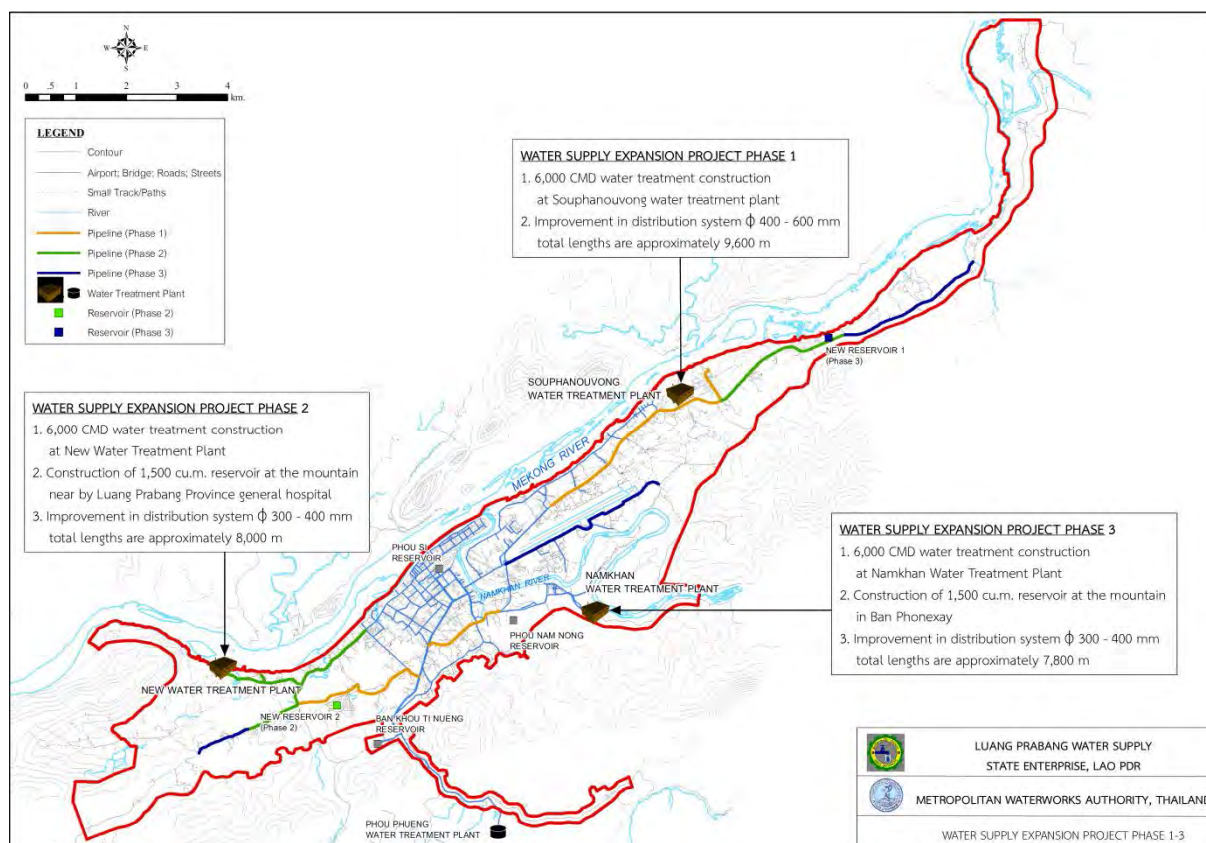 N
W
E
S
0 .5 1 2 3 4
km.
LEGEND
Contour
Airport; Bridge; Roads; Streets
Small Track/Paths
River
Pipeline (Phase 1)
Pipeline (Phase 2)
Pipeline (Phase 3)
Water Treatment Plant
Reservoir (Phase 2)
Reservoir (Phase 3)
WATER SUPPLY EXPANSION PROJECT PHASE 1
1. 6,000 CMD water treatment construction
at Souphanouvong water treatment plant
2. Improvement in distribution system ϕ 400 - 600 mm
total lengths are approximately 9,600 m
NEW RESERVOIR 1
(Phase 3)
SOUPHANOUVONG
WATER TREATMENT PLANT
WATER SUPPLY EXPANSION PROJECT PHASE 2
1. 6,000 CMD water treatment construction
at New Water Treatment Plant
2. Construction of 1,500 cu.m. reservoir at the mountain
near by Luang Prabang Province general hospital
3. Improvement in distribution system ϕ 300 - 400 mm
total lengths are approximately 8,000 m
MEKONG RIVER
PHOU SI
RESERVOIR
NAMKHAN RIVER
NAMKHAN
WATER TREATMENT PLANT
WATER SUPPLY EXPANSION PROJECT PHASE 3
1. 6,000 CMD water treatment construction
at Namkhan Water Treatment Plant
2. Construction of 1,500 cu.m. reservoir at the mountain
in Ban Phonexay
3. Improvement in distribution system ϕ 300 - 400 mm
total lengths are approximately 7,800 m
PHOU NAM NONG
RESERVOIR
NEW WATER TREATMENT PLANT
NEW RESERVOIR 2
(Phase 2)
BAN KHOU TI NUENG
RESERVOIR
PHOU PHUENG
WATER TREATMENT PLANT
LUANG PRABANG WATER SUPPLY
STATE ENTERPRISE, LAO PDR
METROPOLITAN WATERWORKS AUTHORITY, THAILAND
WATER SUPPLY EXPANSION PROJECT PHASE 1-3